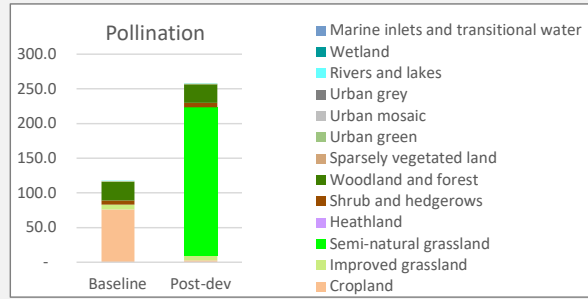 Pollination
300.0
250.0
200.0
150.0
100.0
50.0
-
Baseline
Post-dev
Marine inlets and transitional water
Wetland
Rivers and lakes
Urban grey
Urban mosaic
Urban green
Sparsely vegetated land
Woodland and forest
Shrub and hedgerows
Heathland
Semi-natural grassland
Improved grassland
Cropland